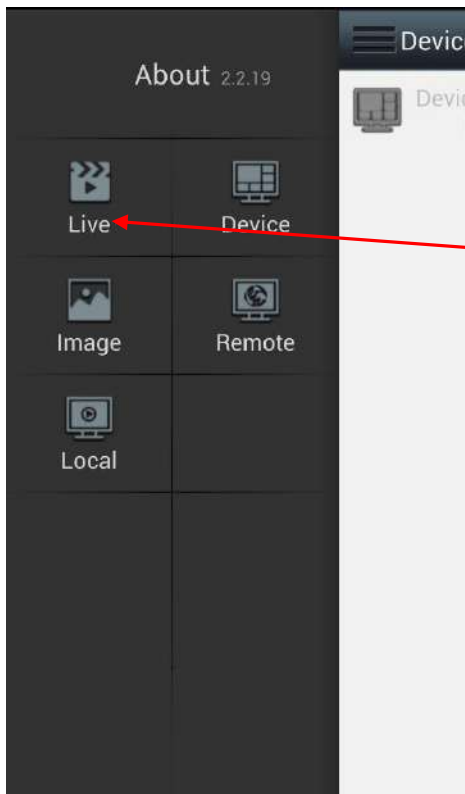 About 2.2.19
Live
Device
Image
Remote
Local
Devic
Devic